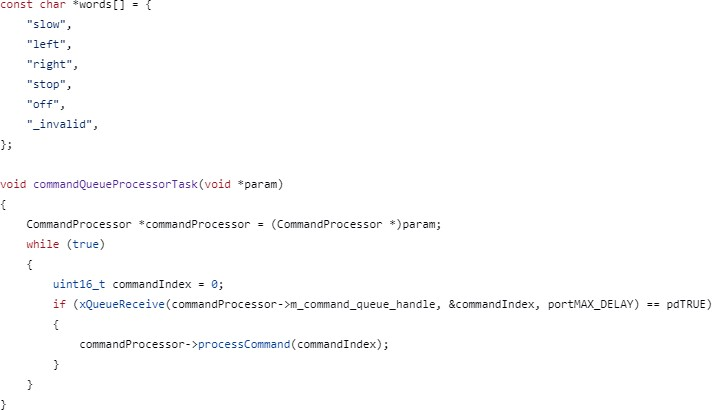 const char *words[] = {
    "slow",
    "left",
    "right",
    "stop",
    "off",
    "_invalid",
};

void commandQueueProcessorTask(void *param)
{
    CommandProcessor *commandProcessor = (CommandProcessor *)param;
    while (true)
    {
        uint16_t commandIndex = 0;
        if (xQueueReceive(commandProcessor->m_command_queue_handle, &commandIndex, portMAX_DELAY) == pdTRUE)
        {
            commandProcessor->processCommand(commandIndex);
        }
    }
}